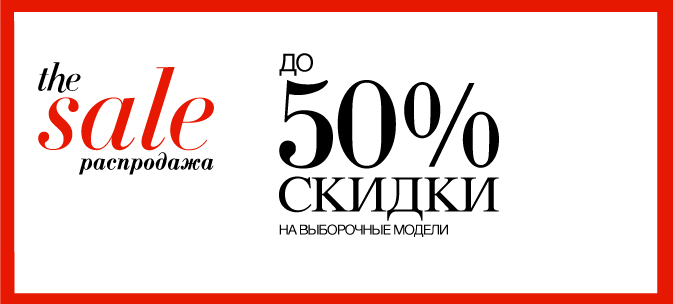 the
sale
распродажа
ДО
50%
СКИДКИ
НА ВЫБОРОЧНЫЕ МОДЕЛИ